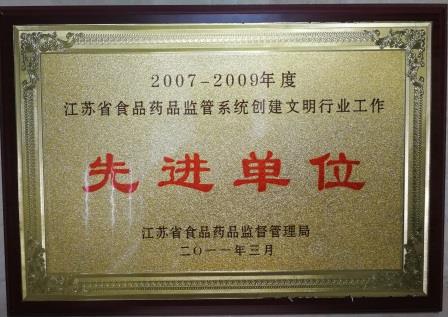 2007-2009年度
江苏省食品药品监管系统创建文明行业工作
先进单位
江苏省食品药品监督管理局
二〇一一年三月